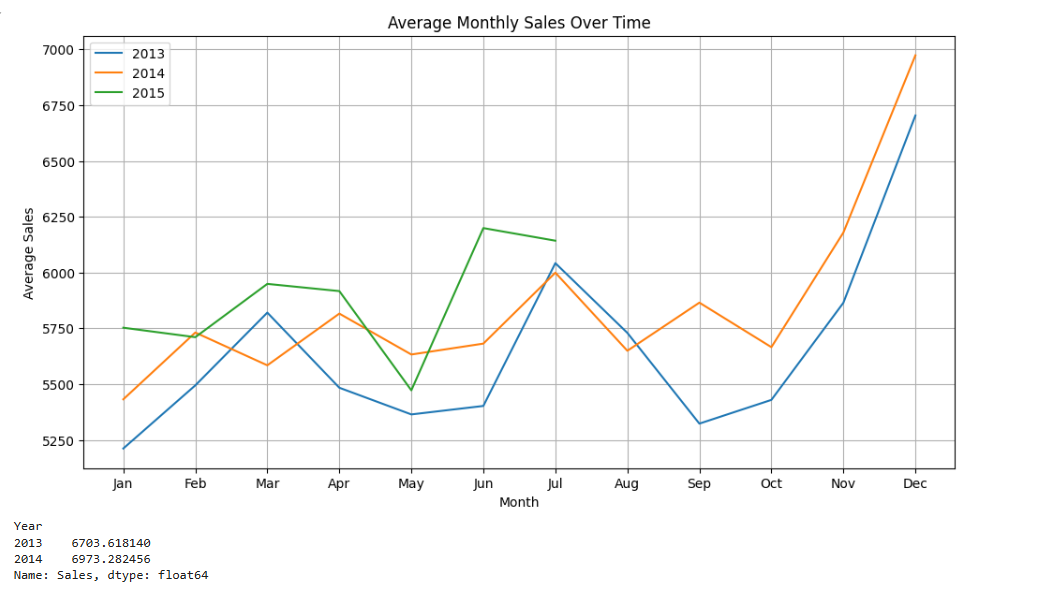 Average Monthly Sales Over Time
2013
2014
2015
7000
6750
6500
6250
6000
5750
5500
5250
Average Sales
Jan Feb Mar Apr May Jun Jul Aug Sep Oct Nov Dec
Month
Year
2013    6703.618140
2014    6973.282456
Name: Sales, dtype: float64